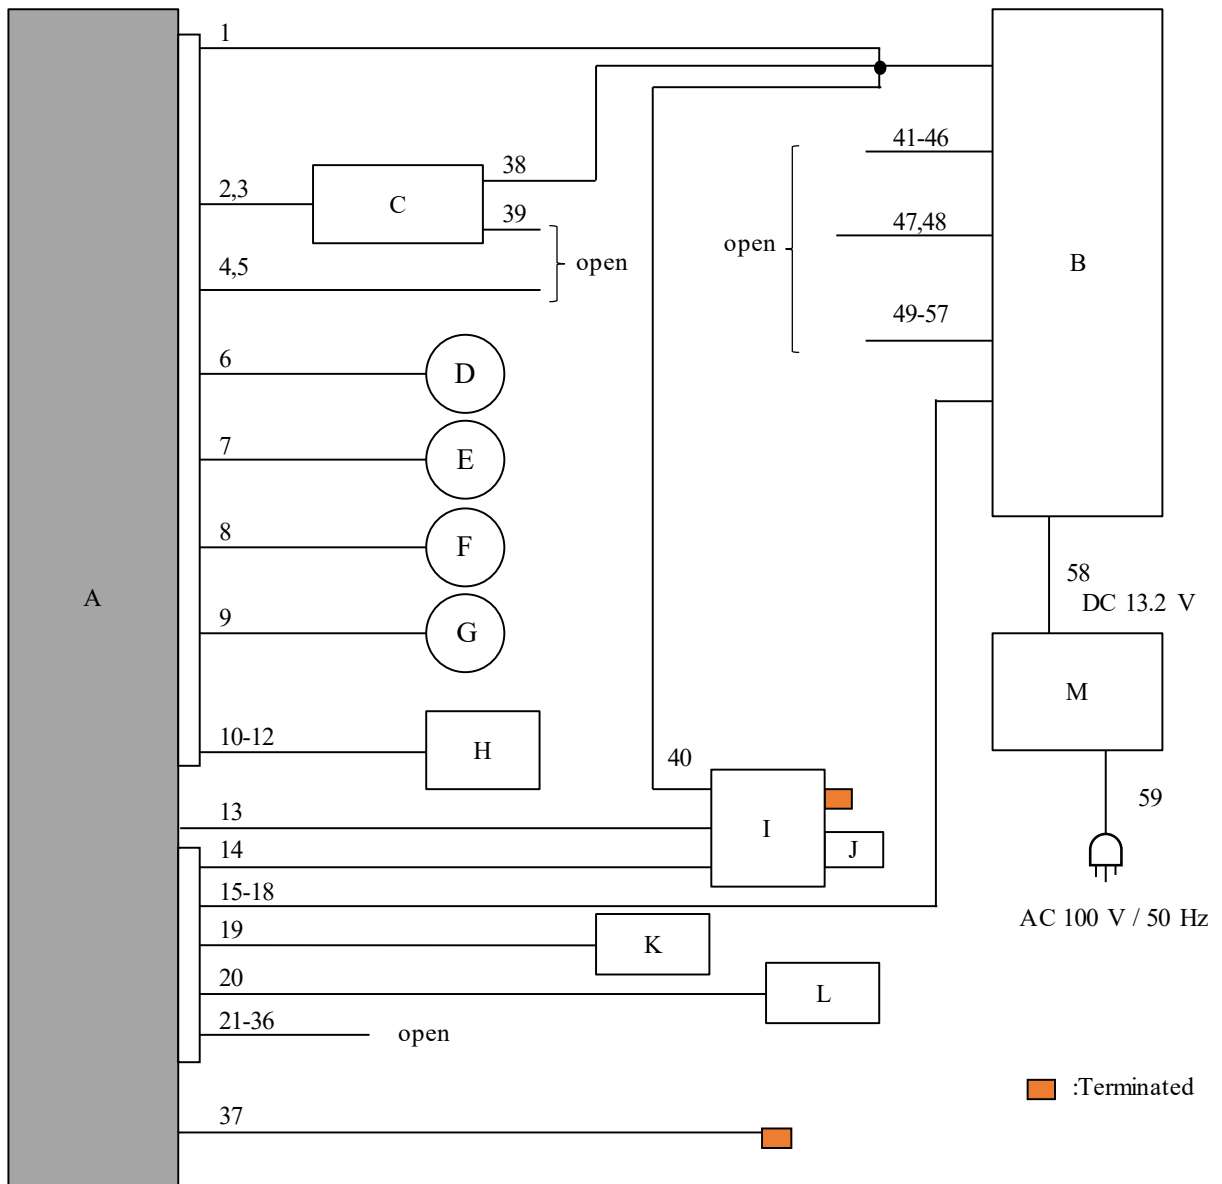 1
38
2,3
C
39
open
4,5
6
D
7
E
8
F
A
9
G
10-12
H
41-46
47,48
open
B
49-57
58
DC 13.2 V
M
59
AC 100 V / 50 Hz
40
13
I
14
J
15-18
19
K
20
L
21-36
open
:Terminated
37